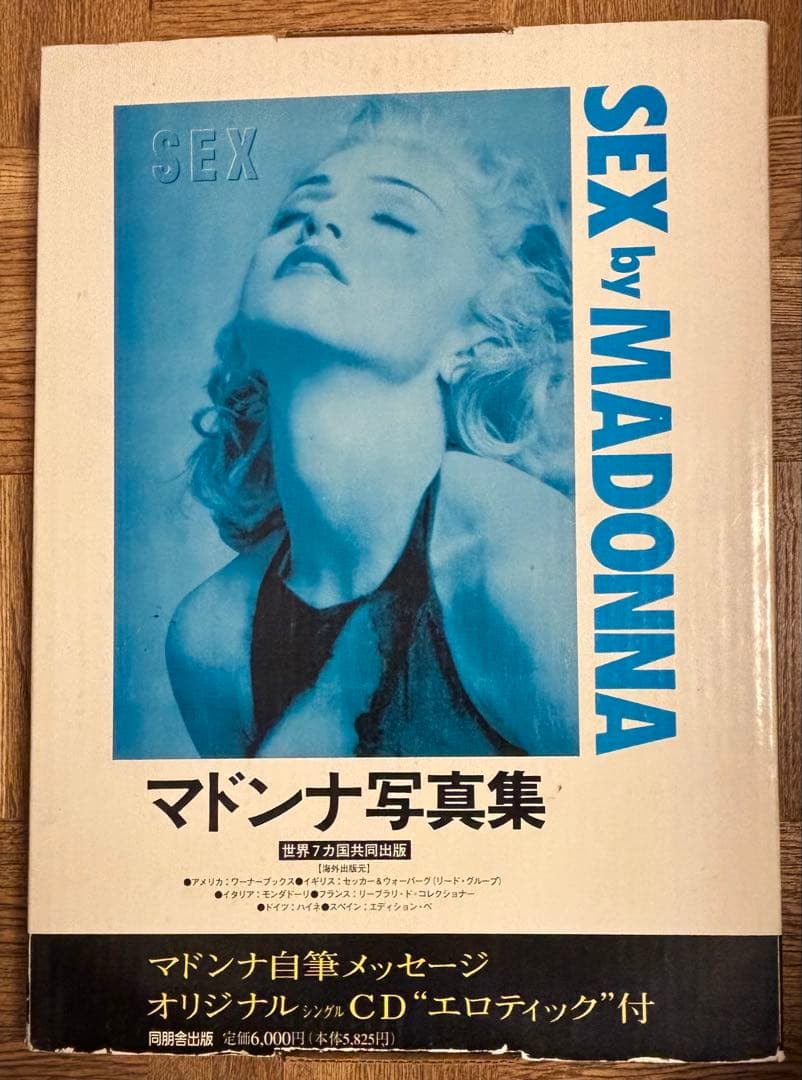 SEX
SEX by MADONNA
マドンナ写真集
世界7カ国共同出版
【海外出版元】
●アメリカ：ワーナーブックス●イギリス：セッカー&ウォーバーグ(リード・グループ)
●イタリア：モンダドーリ●フランス：リーブラリ・ド・コレクショナー
●ドイツ：ハイネ●スペイン：エディション・ベ
マドンナ自筆メッセージ
オリジナルシングルCD“エロティック”付
同朋舎出版 定価6,000円(本体5,825円)